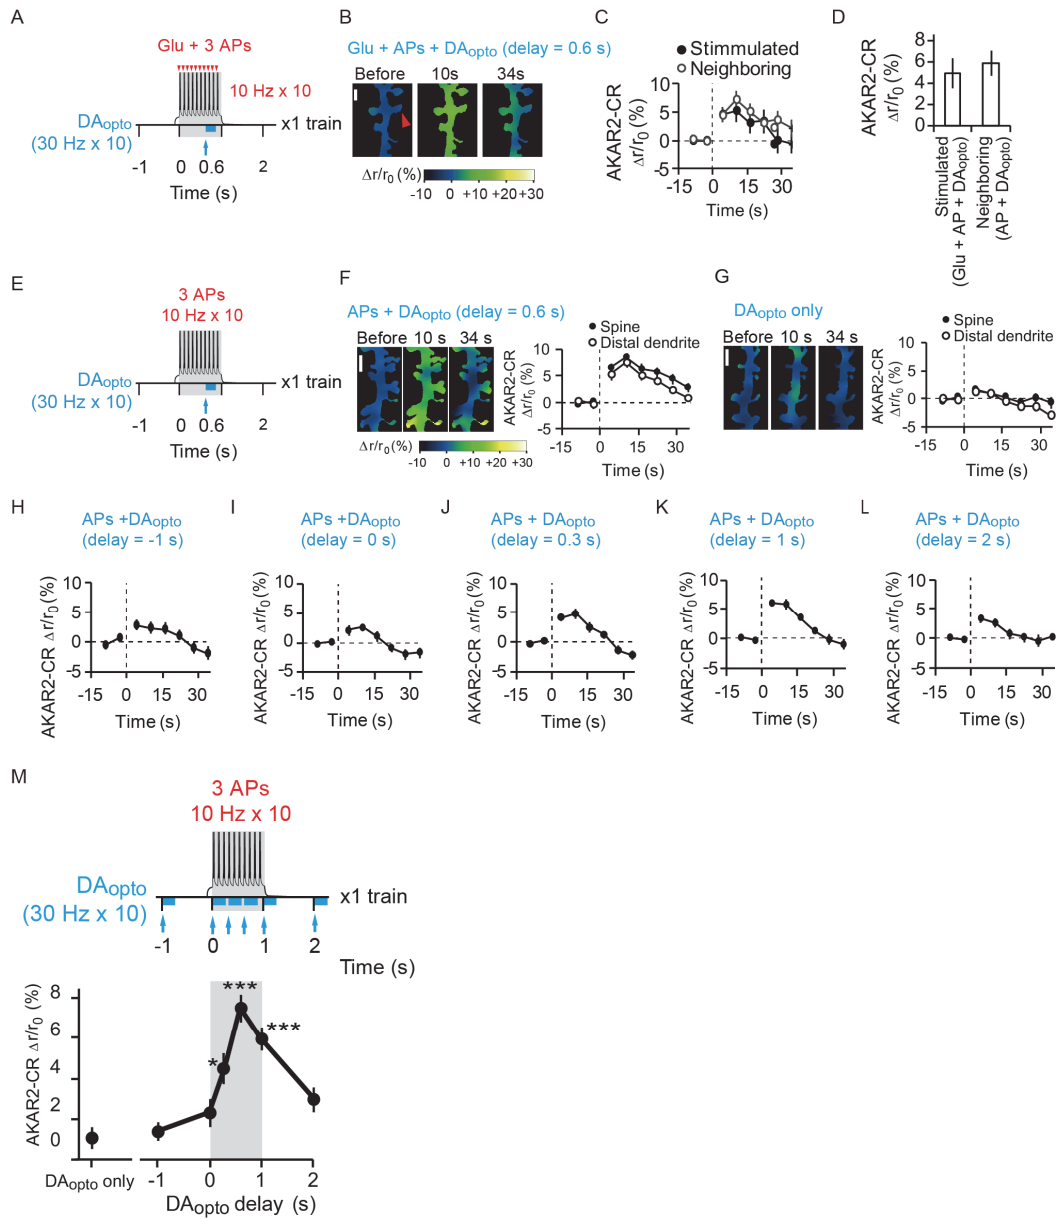 A
Glu + 3 APs
10 Hz x 10
DAopto
(30 Hz x 10)
x1 train
-1 0 0.6 2
Time (s)
B
Glu + APs + DAopto (delay = 0.6 s)
Before 10s 34s
Δr/r0 (%)
-10 0 +10 +20 +30
C
Stimmulated
Neighboring
AKAR2-CR
Δr/r0 (%)
10
5
0
-5
-15 0 15 30
Time (s)
D
AKAR2-CR
Δr/r0 (%)
8
6
4
2
0
Stimulated
(Glu + AP + DAopto)
Neighboring
(AP + DAopto)
E
3 APs
10 Hz x 10
DAopto
(30 Hz x 10)
x1 train
-1 0 0.6 2
Time (s)
F
APs + DAopto (delay = 0.6 s)
Before 10 s 34 s
Δr/r0(%)
-10 0 +10 +20 +30
Spine
Distal dendrite
AKAR2-CR
Δr/r0 (%)
10
5
0
-5
-15 0 15 30
Time (s)
G
DAopto only
Before 10 s 34 s
Spine
Distal dendrite
AKAR2-CR
Δr/r0 (%)
10
5
0
-5
-15 0 15 30
Time (s)
H
APs +DAopto
(delay = -1 s)
AKAR2-CR Δr/r0(%)
10
5
0
-5
-15 0 15 30
Time (s)
I
APs +DAopto
(delay = 0 s)
AKAR2-CR Δr/r0 (%)
10
5
0
-5
-15 0 15 30
Time (s)
J
APs + DAopto
(delay = 0.3 s)
AKAR2-CR Δr/r0(%)
10
5
0
-5
-15 0 15 30
Time (s)
K
APs + DAopto
(delay = 1 s)
AKAR2-CR Δr/r0(%)
10
5
0
-5
-15 0 15 30
Time (s)
L
APs + DAopto
(delay = 2 s)
AKAR2-CR Δr/r0(%)
10
5
0
-5
-15 0 15 30
Time (s)
M
3 APs
10 Hz x 10
DAopto
(30 Hz x 10)
x1 train
-1 0 1 2
Time (s)
AKAR2-CR Δr/r0 (%)
8
6
4
2
0
*
***
***
DAopto only
-1 0 1 2
DAopto delay (s)